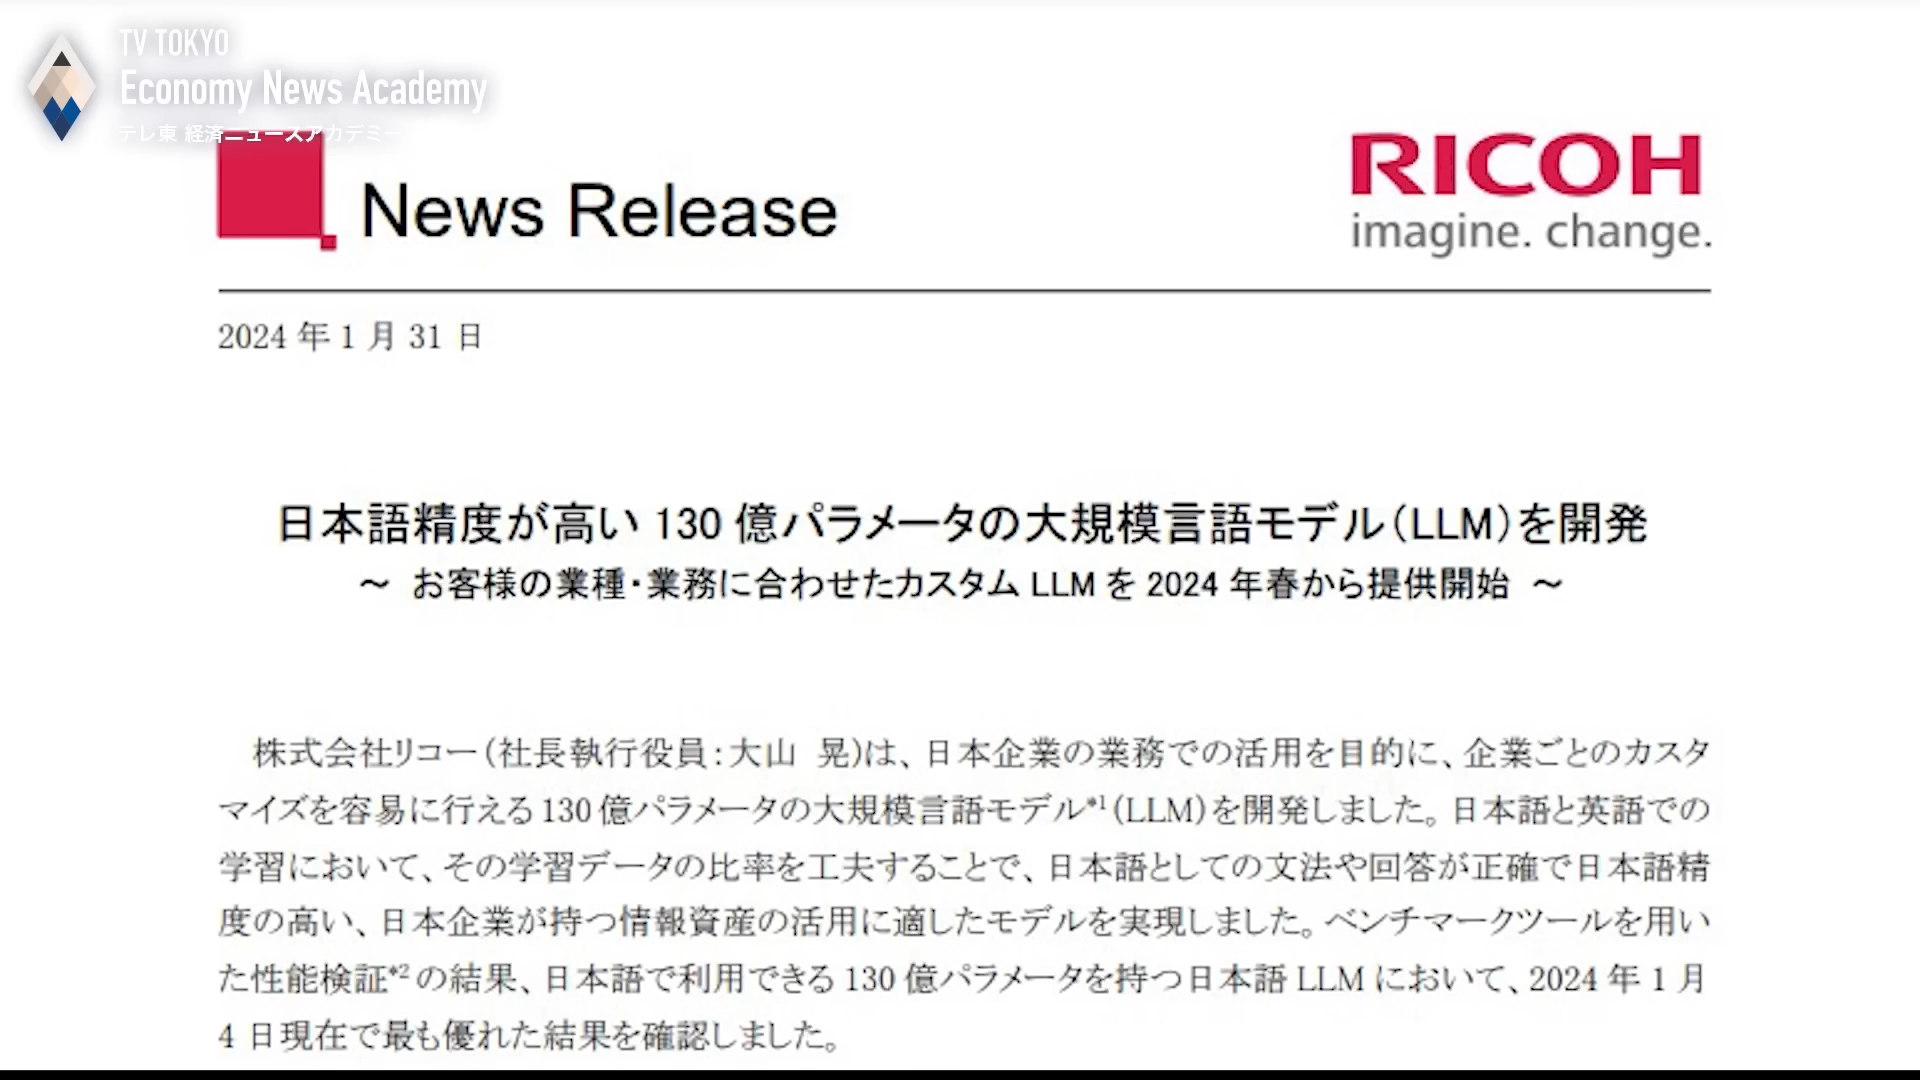 TV TOKYO
Economy News Academy
テレ東 経済ニュースアカデミー
News Release
RICOH
imagine. change.
2024 年 1 月 31 日
日本語精度が高い 130 億パラメータの大規模言語モデル(LLM)を開発
～ お客様の業種・業務に合わせたカスタム LLM を 2024 年春から提供開始 ～
株式会社リコー(社長執行役員：大山 晃)は、日本企業の業務での活用を目的に、企業ごとのカスタ
マイズを容易に行える 130 億パラメータの大規模言語モデル*1(LLM)を開発しました。日本語と英語での
学習において、その学習データの比率を工夫することで、日本語としての文法や回答が正確で日本語精
度の高い、日本企業が持つ情報資産の活用に適したモデルを実現しました。ベンチマークツールを用い
た性能検証*2の結果、日本語で利用できる 130 億パラメータを持つ日本語 LLM において、2024 年 1 月
4 日現在で最も優れた結果を確認しました。